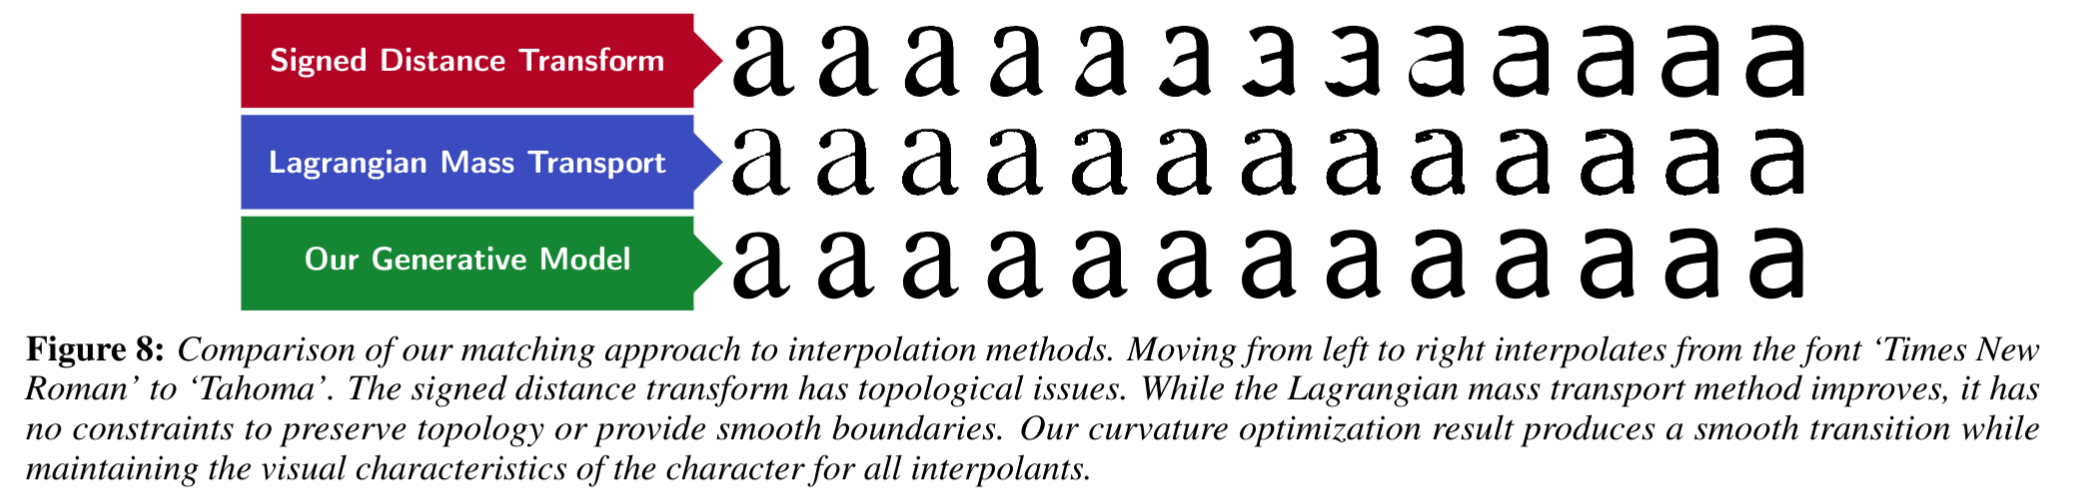 Signed Distance Transform a a a a a a a a a a a a a
Lagrangian Mass Transport a a a a a a a a a a a a a
Our Generative Model a a a a a a a a a a a a a
Figure 8: Comparison of our matching approach to interpolation methods. Moving from left to right interpolates from the font ‘Times New
Roman’ to ‘Tahoma’. The signed distance transform has topological issues. While the Lagrangian mass transport method improves, it has
no constraints to preserve topology or provide smooth boundaries. Our curvature optimization result produces a smooth transition while
maintaining the visual characteristics of the character for all interpolants.